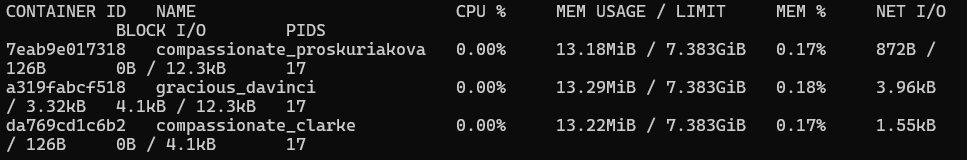 CONTAINER ID   NAME                          CPU %     MEM USAGE / LIMIT     MEM %     NET I/O
           BLOCK I/O        PIDS
7eab9e017318   compassionate_proskuriakova   0.00%     13.18MiB / 7.383GiB   0.17%     872B /
126B      0B / 12.3kB      17
a319fabcf518   gracious_davinci              0.00%     13.29MiB / 7.383GiB   0.18%     3.96kB
/ 3.32kB   4.1kB / 12.3kB   17
da769cd1c6b2   compassionate_clarke          0.00%     13.22MiB / 7.383GiB   0.17%     1.55kB
/ 126B     0B / 4.1kB       17